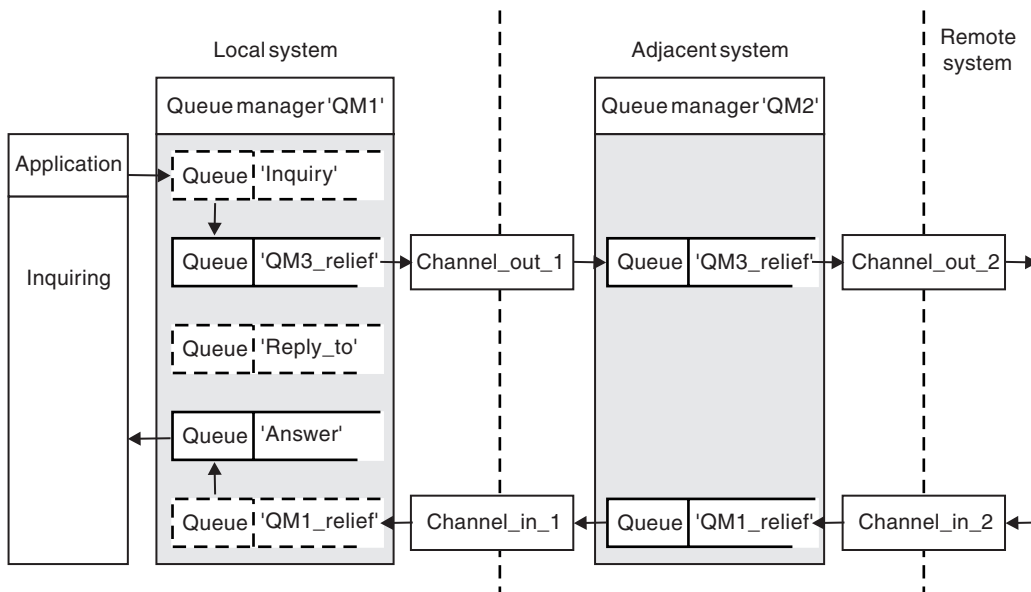 Local system
Adjacent system
Remote
system
Queue manager 'QM1'
Queue manager 'QM2'
Application
Inquiring
Queue 'Inquiry'
Queue 'QM3_relief'
Channel_out_1
Queue 'QM3_relief'
Channel_out_2
Queue 'Reply_to'
Queue 'Answer'
Queue 'QM1_relief'
Channel_in_1
Queue 'QM1_relief'
Channel_in_2